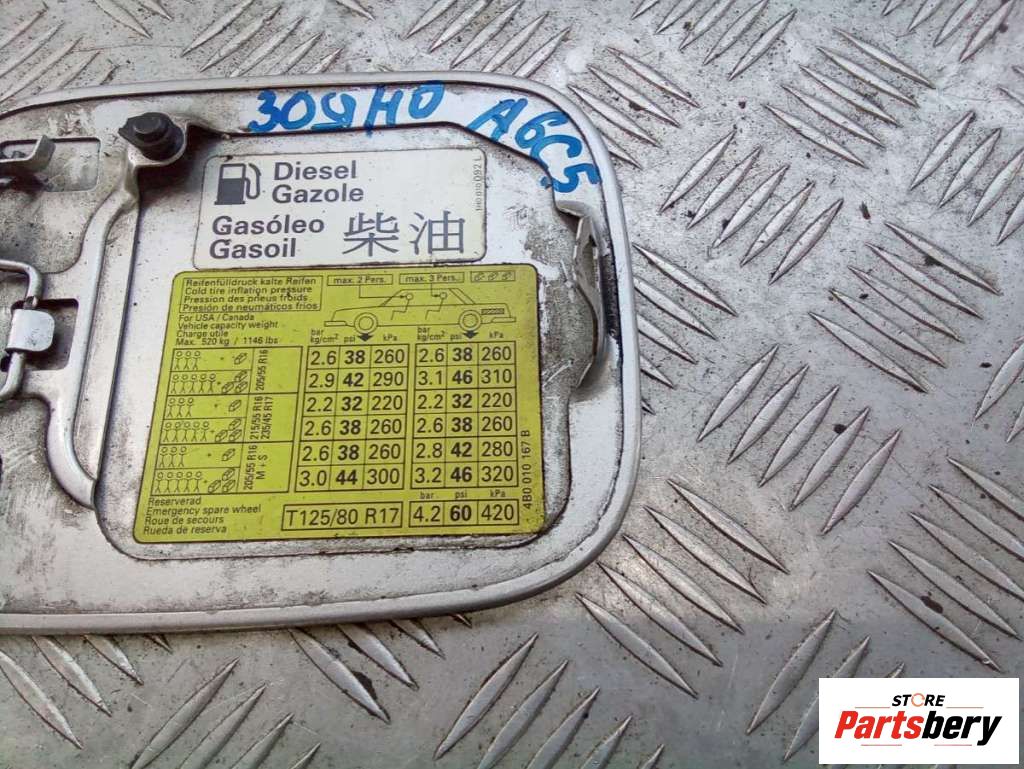 309HO A6C5
Diesel
Gazole
Gasóleo
Gasoil 柴油
1H0 010 092 L
Reifenfülldruck kalte Reifen
Cold tire inflation pressure
Pression des pneus froids
Presión de neumáticos frios
For USA / Canada
Vehicle capacity weight
Charge utile
Max. 520 kg / 1146 lbs
max. 2 Pers. max. 3 Pers.
bar kg/cm² psi kPa bar kg/cm² psi kPa
205/55 R16
2.6 38 260 2.6 38 260
2.9 42 290 3.1 46 310
215/55 R16
235/45 R17
2.2 32 220 2.2 32 220
2.6 38 260 2.6 38 260
205/55 R16
M + S
2.6 38 260 2.8 42 280
3.0 44 300 3.2 46 320
Reserverad
Emergency spare wheel
Roue de secours
Rueda de reserva
T125/80 R17
bar psi kPa
4.2 60 420
4B0 010 167 B
STORE
Partsbery